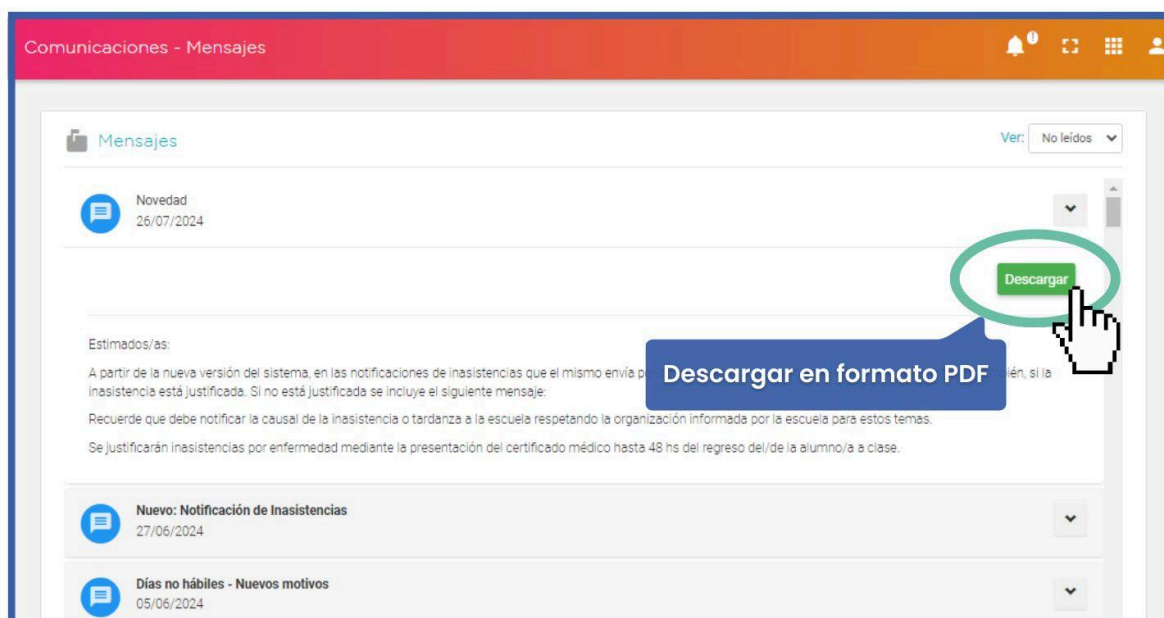 Comunicaciones - Mensajes
Mensajes
Ver: No leídos
Novedad
26/07/2024
Descargar
Descargar en formato PDF
Estimados/as:
A partir de la nueva versión del sistema, en las notificaciones de inasistencias que el mismo envía si la
inasistencia está justificada. Si no está justificada se incluye el siguiente mensaje:
Recuerde que debe notificar la causal de la inasistencia o tardanza a la escuela respetando la organización informada por la escuela para estos temas.
Se justificarán inasistencias por enfermedad mediante la presentación del certificado médico hasta 48 hs del regreso del/de la alumno/a a clase.
Nuevo: Notificación de Inasistencias
27/06/2024
Días no hábiles - Nuevos motivos
05/06/2024